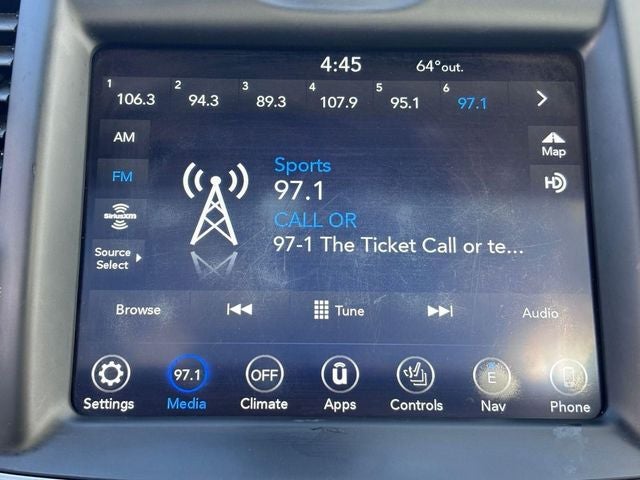 4:45 64°out.
1 106.3 2 94.3 3 89.3 4 107.9 5 95.1 6 97.1
AM
Map
Sports
FM
97.1
HD
SiriusXM
CALL OR
Source
Select
97-1 The Ticket Call or te...
Browse Tune Audio
97.1 OFF E
Settings Media Climate Apps Controls Nav Phone